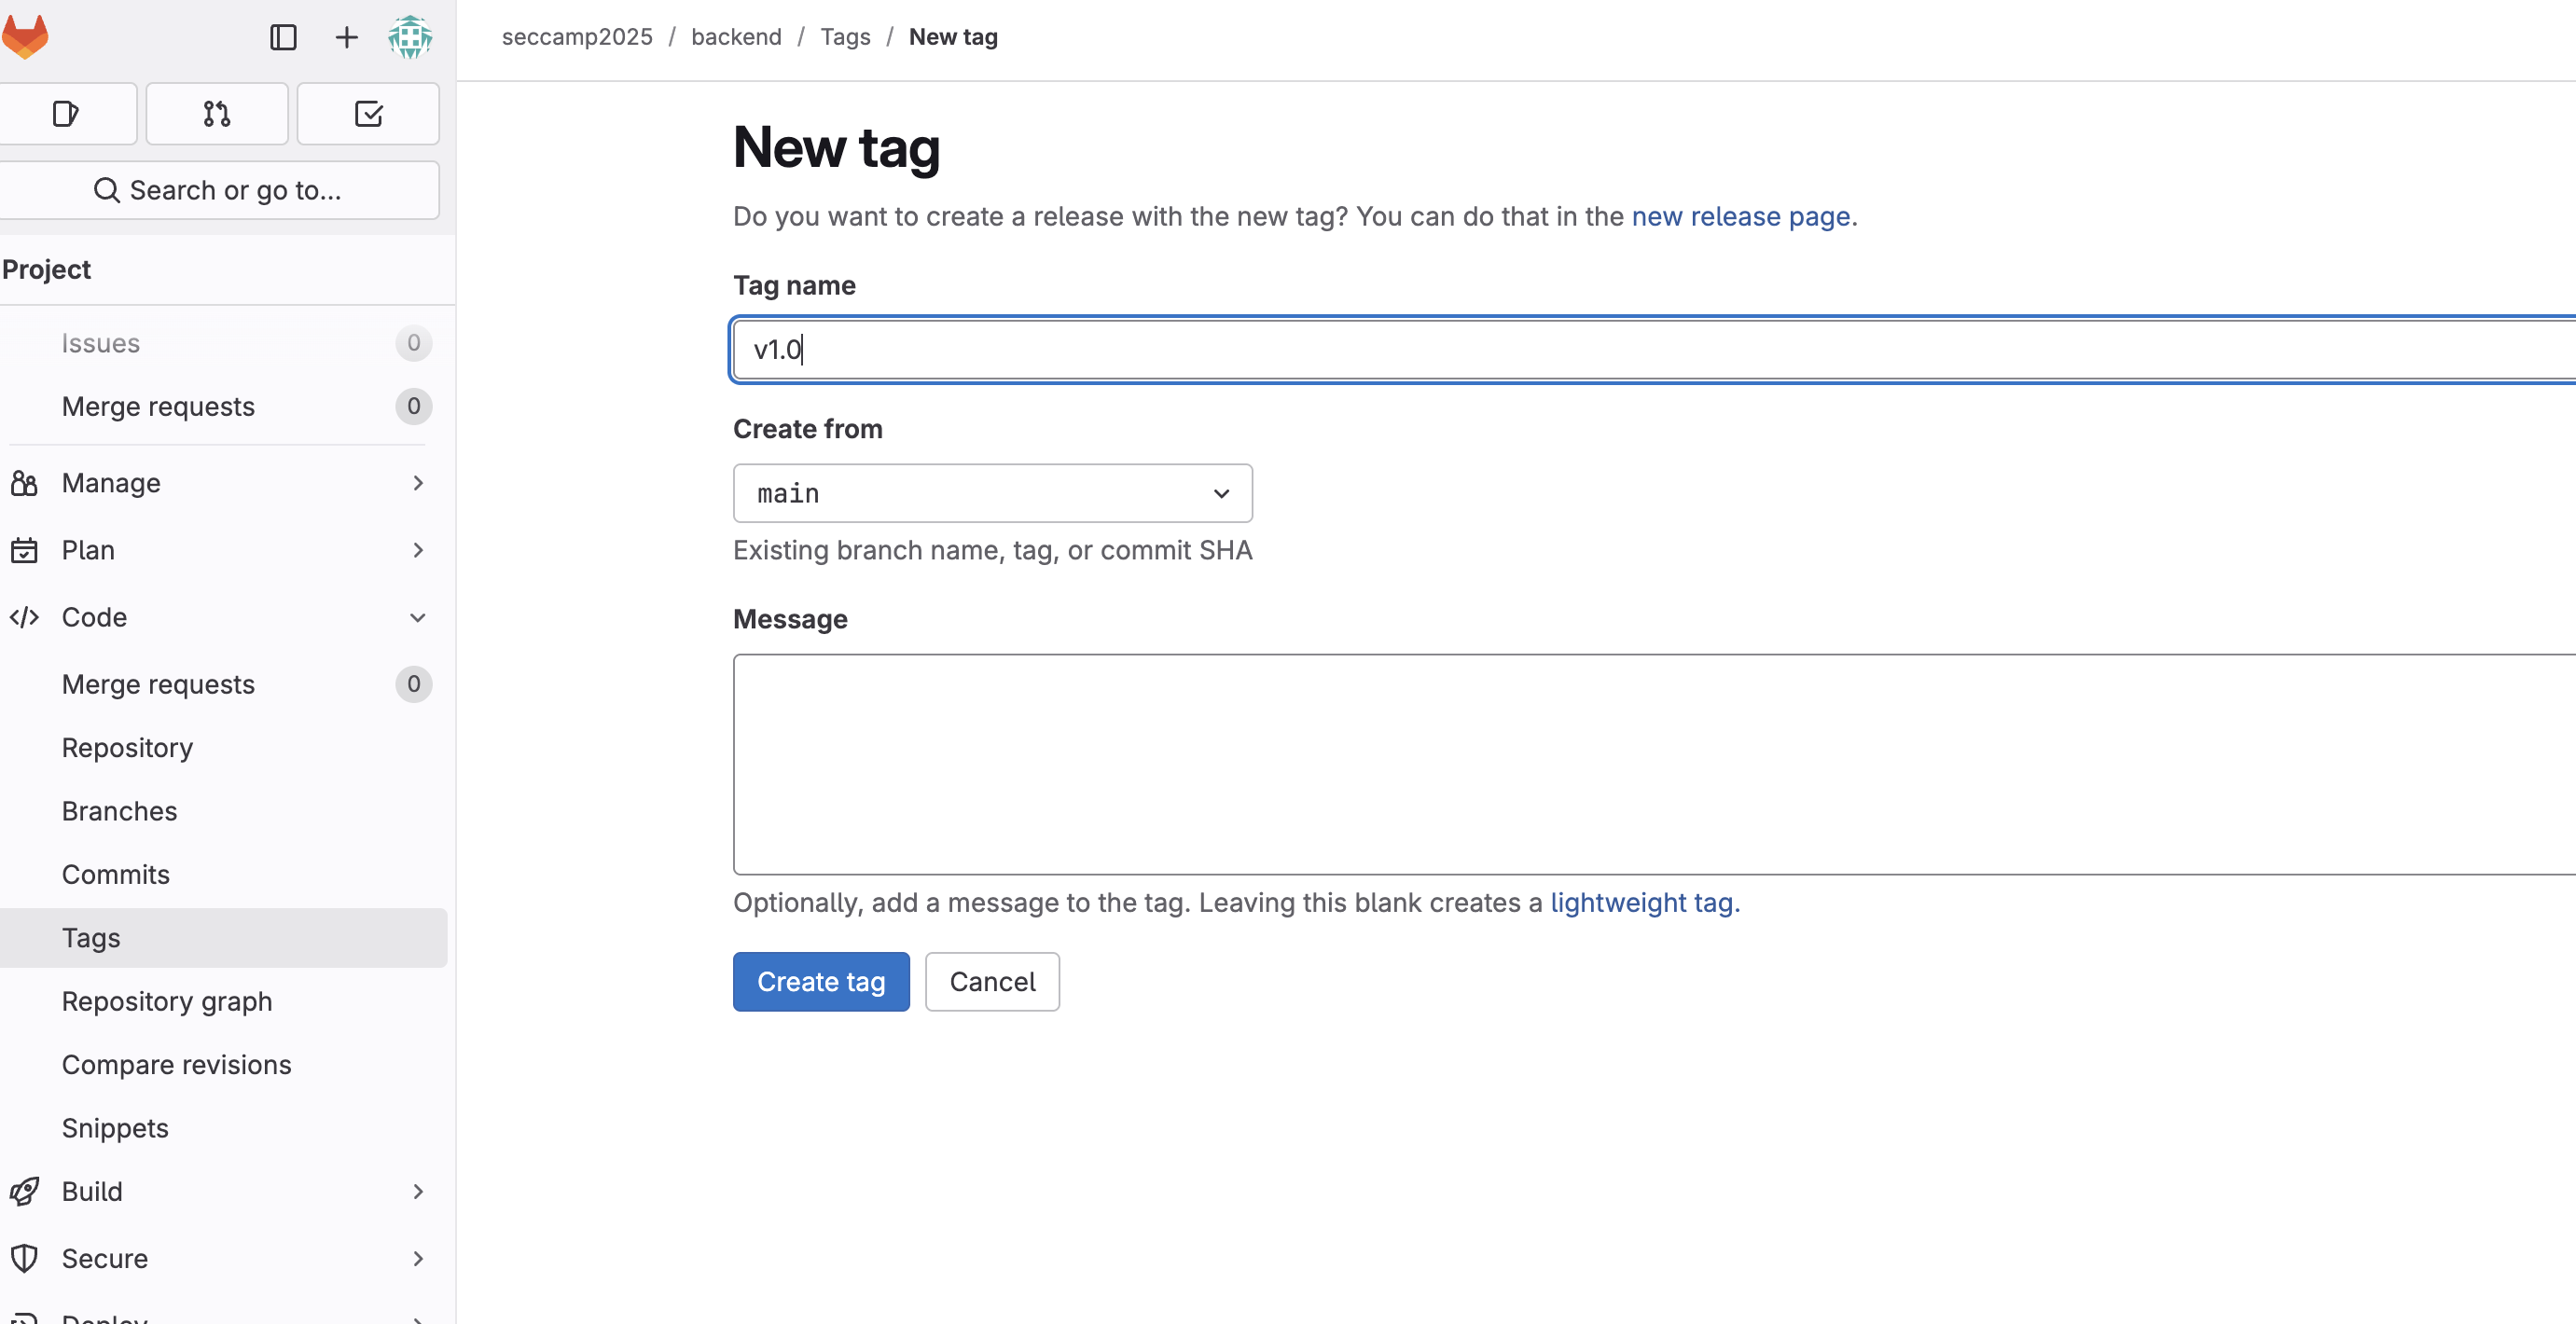 seccamp2025 / backend / Tags / New tag
Search or go to...
Project
Issues 0
Merge requests 0
Manage
Plan
Code
Merge requests 0
Repository
Branches
Commits
Tags
Repository graph
Compare revisions
Snippets
Build
Secure
Deploy
New tag
Do you want to create a release with the new tag? You can do that in the new release page.
Tag name
v1.0
Create from
main
Existing branch name, tag, or commit SHA
Message
Optionally, add a message to the tag. Leaving this blank creates a lightweight tag.
Create tag
Cancel